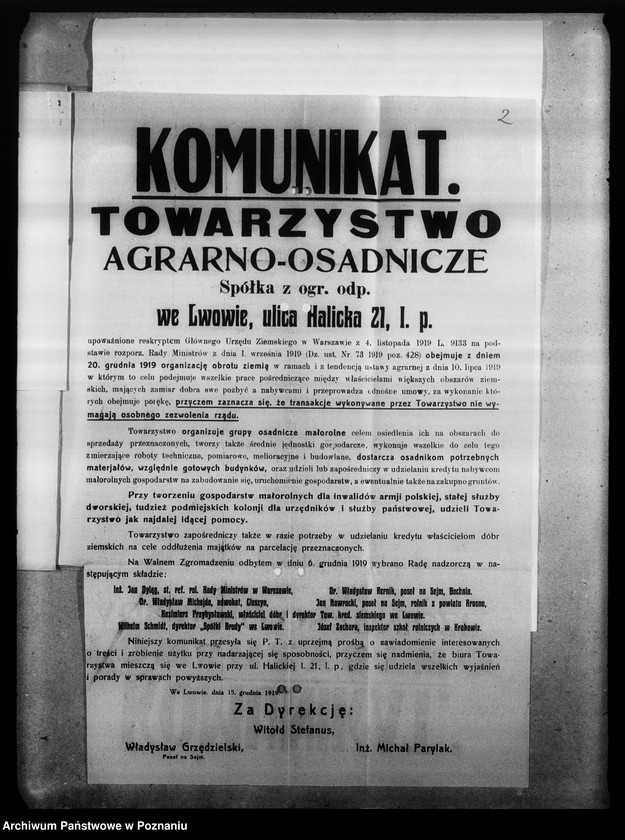 2
KOMUNIKAT.
TOWARZYSTWO
AGRARNO-OSADNICZE
Spółka z ogr. odp.
we Lwowie, ulica Halicka 21, I. p.
upoważnione reskryptem Głównego Urzędu Ziemskiego w Warszawie z 4. listopada 1919 L. 9133 na pod-
stawie rozporz. Rady Ministrów z dnia 1. września 1919 (Dz. ust. Nr. 73 1919 poz. 428) obejmuje z dniem
20. grudnia 1919 organizację obrotu ziemią w ramach i z tendencją ustawy agrarnej z dnia 10. lipca 1919
w którym to celu podejmuje wszelkie prace pośredniczące między właścicielami większych obszarów ziem-
skich, mających zamiar dobra swe pozbyć a nabywcami i przeprowadza odnośne umowy, za wykonanie któ-
rych obejmuje porękę, przyczem zaznacza się, że transakcje wykonywane przez Towarzystwo nie wy-
magają osobnego zezwolenia rządu.
Towarzystwo organizuje grupy osadnicze małorolne celem osiedlenia ich na obszarach do
sprzedaży przeznaczonych, tworzy także średnie jednostki gospodarcze, wykonuje wszelkie do celu tego
zmierzające roboty techniczne, pomiarowe, melioracyjne i budowlane, dostarcza osadnikom potrzebnych
materjałów, względnie gotowych budynków, oraz udzieli lub zapośredniczy w udzielaniu kredytu nabywcom
małorolnych gospodarstw na zabudowanie się, uruchomienie gospodarstw, a ewentualnie także na zakupno gruntów.
Przy tworzeniu gospodarstw małorolnych dla inwalidów armji polskiej, stałej służby
dworskiej, tudzież podmiejskich kolonji dla urzędników i służby państwowej, udzieli Towa-
rzystwo jak najdalej idącej pomocy.
Towarzystwo zapośredniczy także w razie potrzeby w udzielaniu kredytu właścicielom dóbr
ziemskich na cele oddłużenia majątków na parcelację przeznaczonych.
Na Walnem Zgromadzeniu odbytem w dniu 6. grudnia 1919 wybrano Radę nadzorczą w na-
stępującym składzie:
Inż. Jan Dyląg, st. ref. rol. Rady Ministrów w Warszawie, Dr. Władysław Kernik, poseł na Sejm, Bochnia.
Dr. Władysław Michejda, adwokat, Cieszyn, Jan Nawrocki, poseł na Sejm, rolnik z powiatu Krosno,
Kazimierz Przybysławski, właściciel dóbr i dyrektor Tow. kred. ziemskiego we Lwowie.
Wilhelm Schmidt, dyrektor „Spółki Brody" we Lwowie. Józef Zachara, inspektor szkół rolniczych w Krakowie.
Niniejszy komunikat przesyła się P. T. z uprzejmą prośbą o zawiadomienie interesowanych
o treści i zrobienie użytku przy nadarzającej się sposobności, przyczem się nadmienia, że biura Towa-
rzystwa mieszczą się we Lwowie przy ul. Halickiej l. 21, I. p., gdzie się udziela wszelkich wyjaśnień
i porady w sprawach powyższych.
We Lwowie, dnia 15. grudnia 1919.
Za Dyrekcję:
Witołd Stefanus,
Władysław Grzędzielski, Inż. Michał Parylak.
Poseł na Sejm.
Archiwum Państwowe w Poznaniu